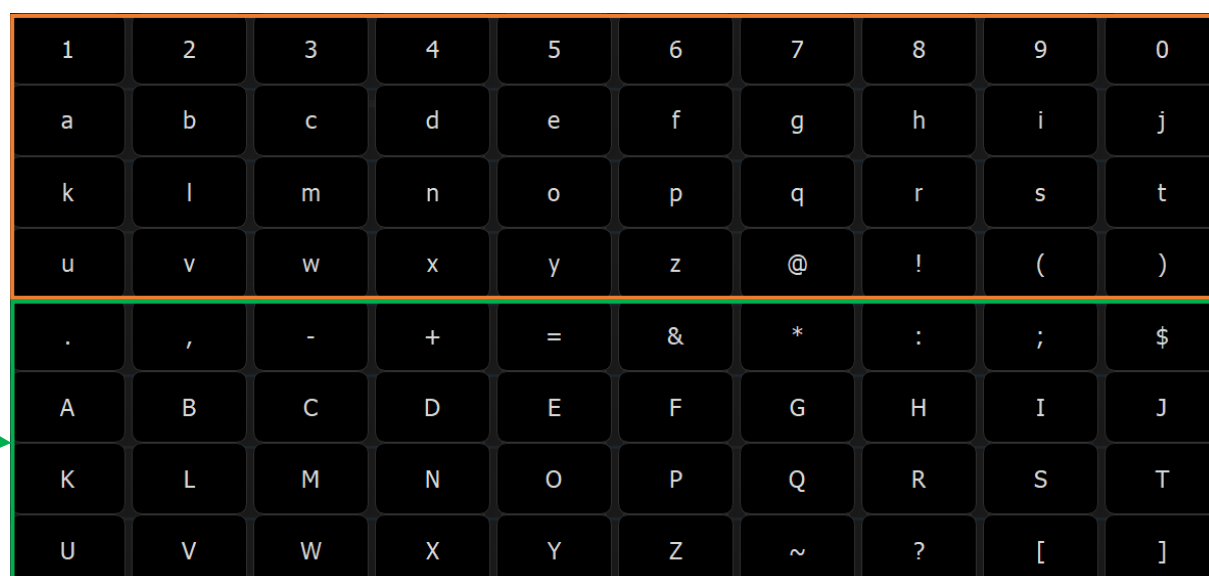 1 2 3 4 5 6 7 8 9 0
a b c d e f g h i j
k l m n o p q r s t
u v w x y z @ ! ( )
. , - + = & * : ; $
A B C D E F G H I J
K L M N O P Q R S T
U V W X Y Z ~ ? [ ]